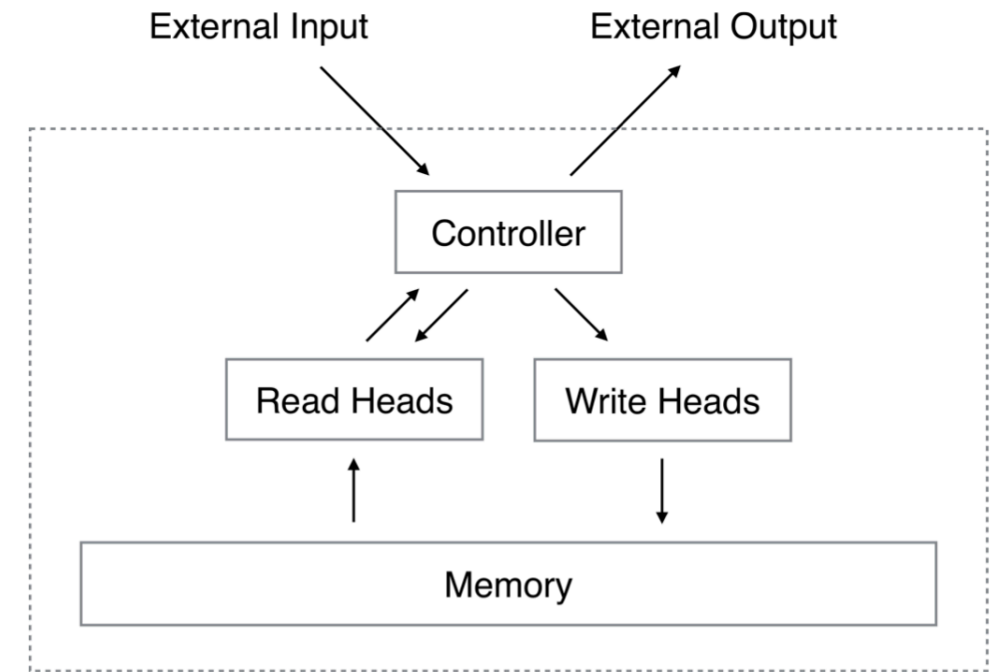 External Input
External Output
Controller
Read Heads
Write Heads
Memory